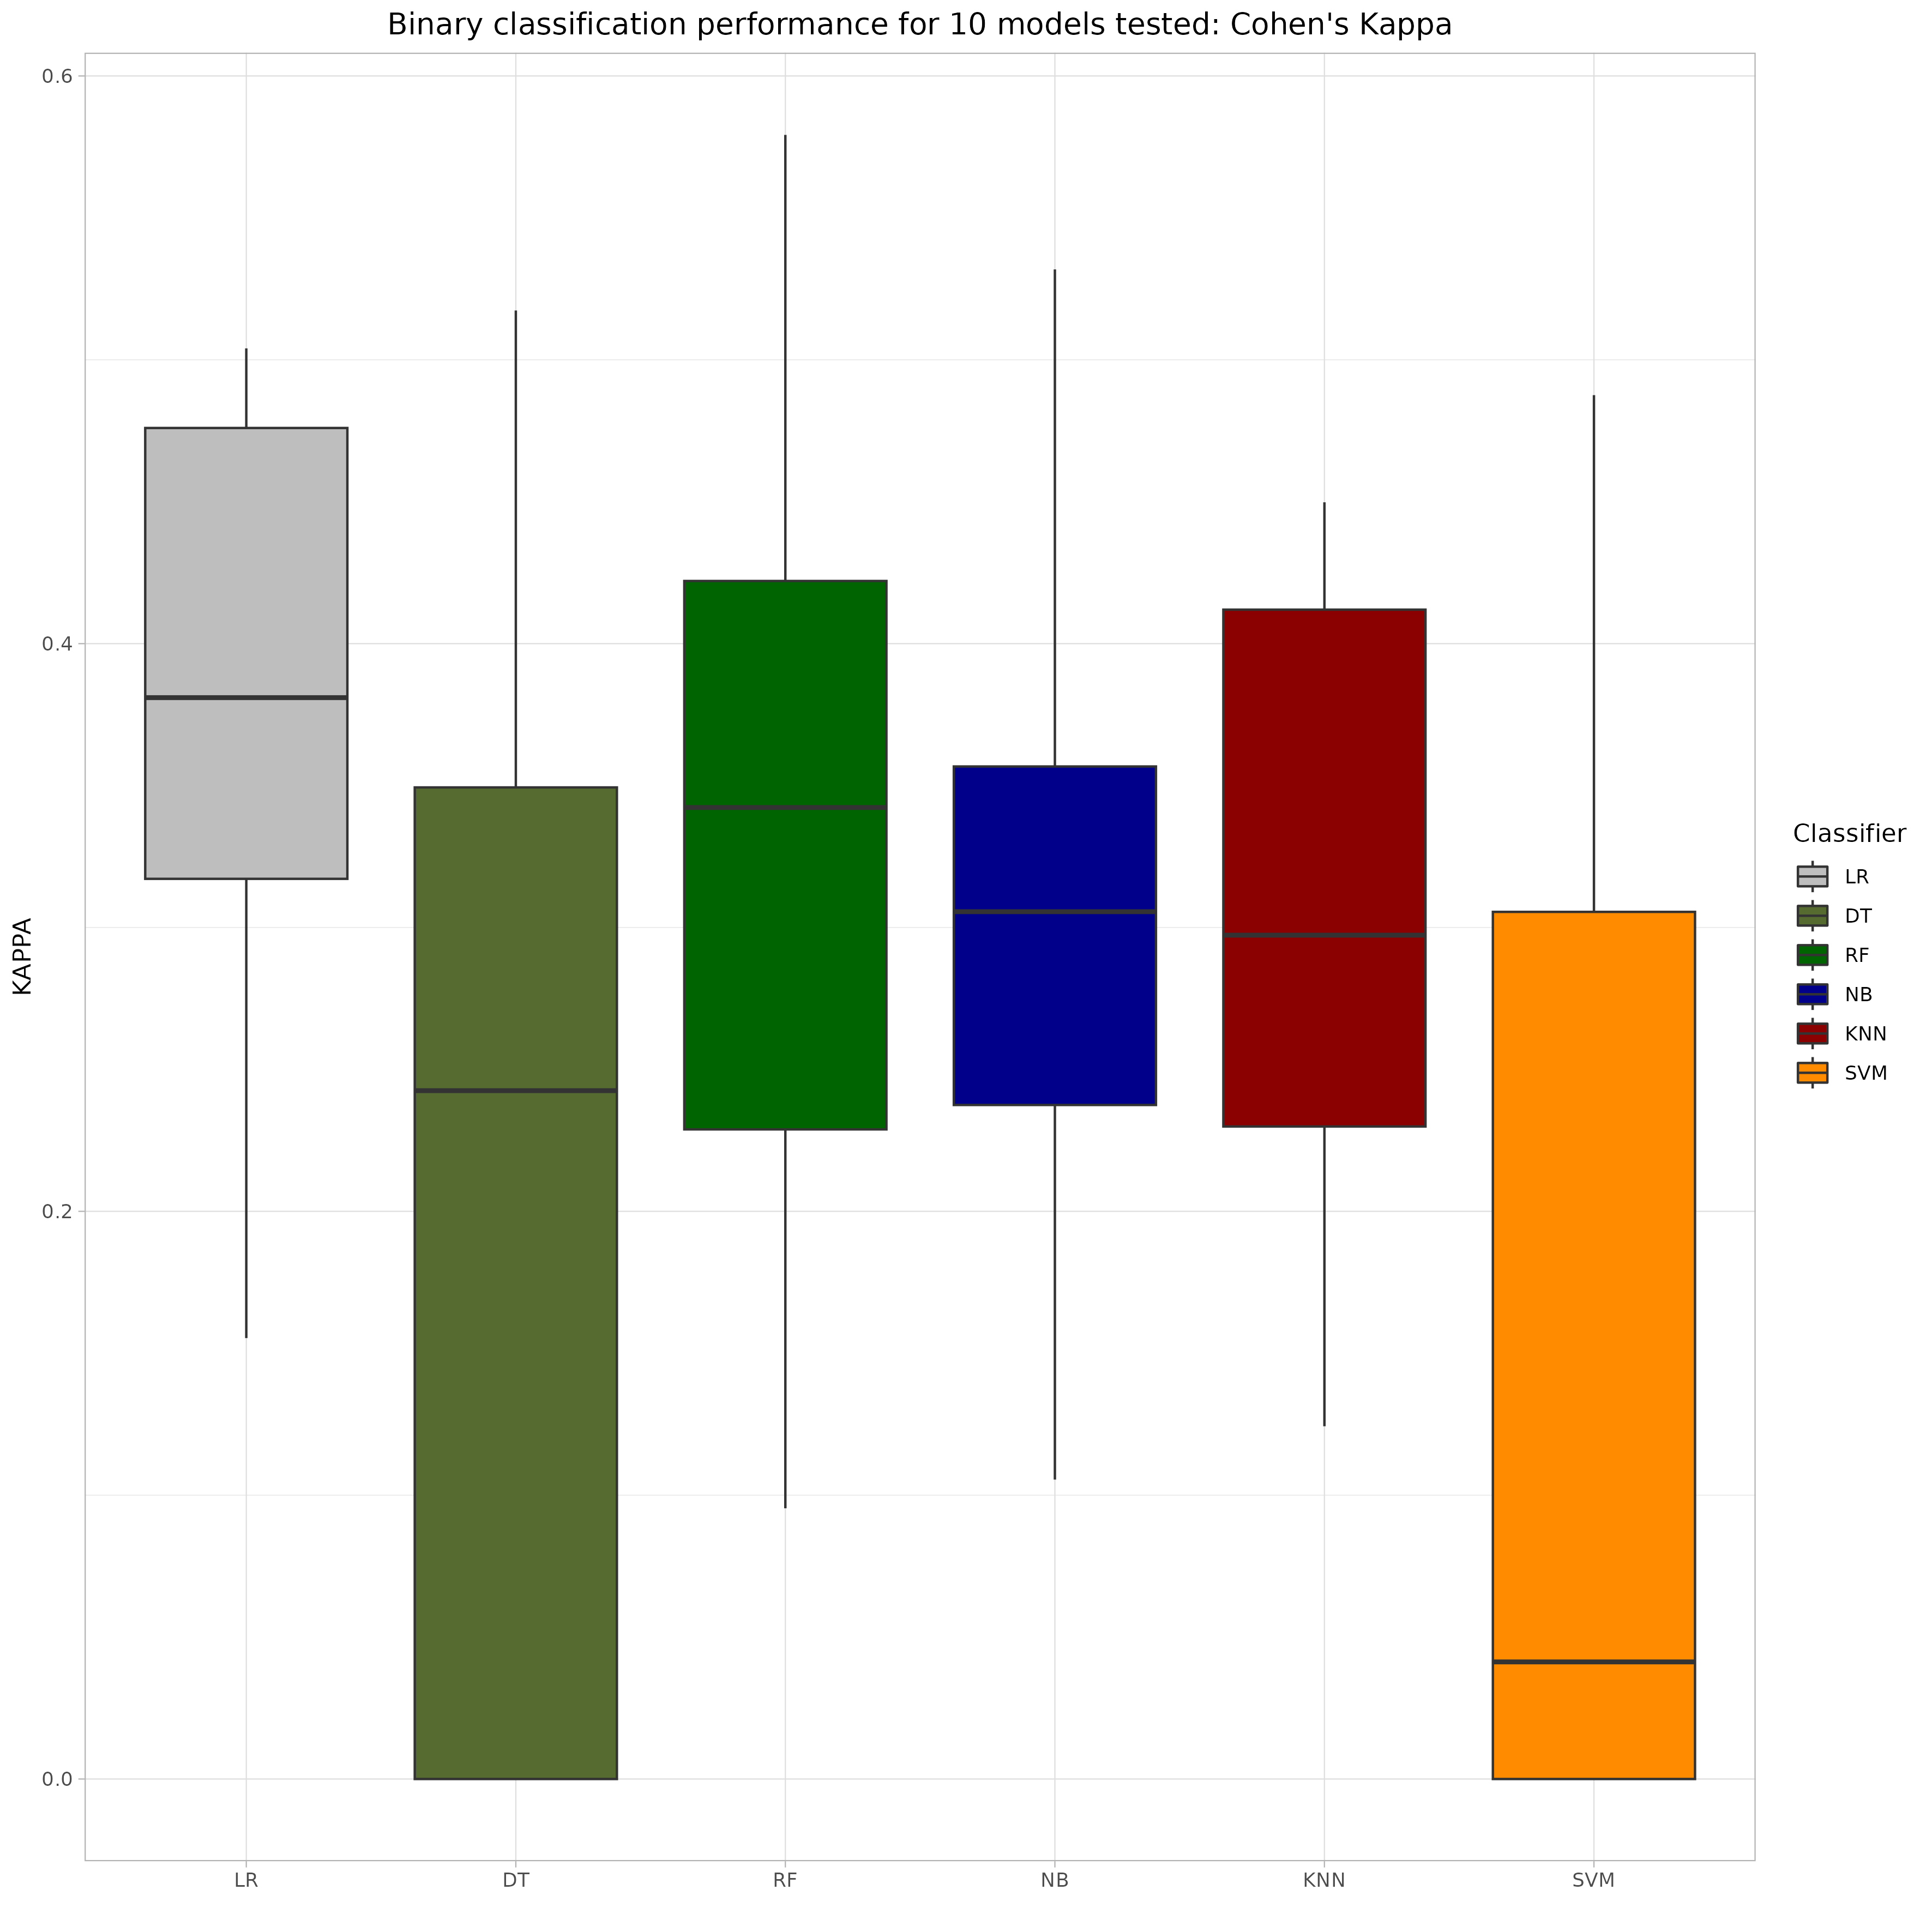 Binary classification performance for 10 models tested: Cohen's Kappa
0.6
0.4
0.2
0.0
KAPPA
LR
DT
RF
NB
KNN
SVM
Classifier
LR
DT
RF
NB
KNN
SVM